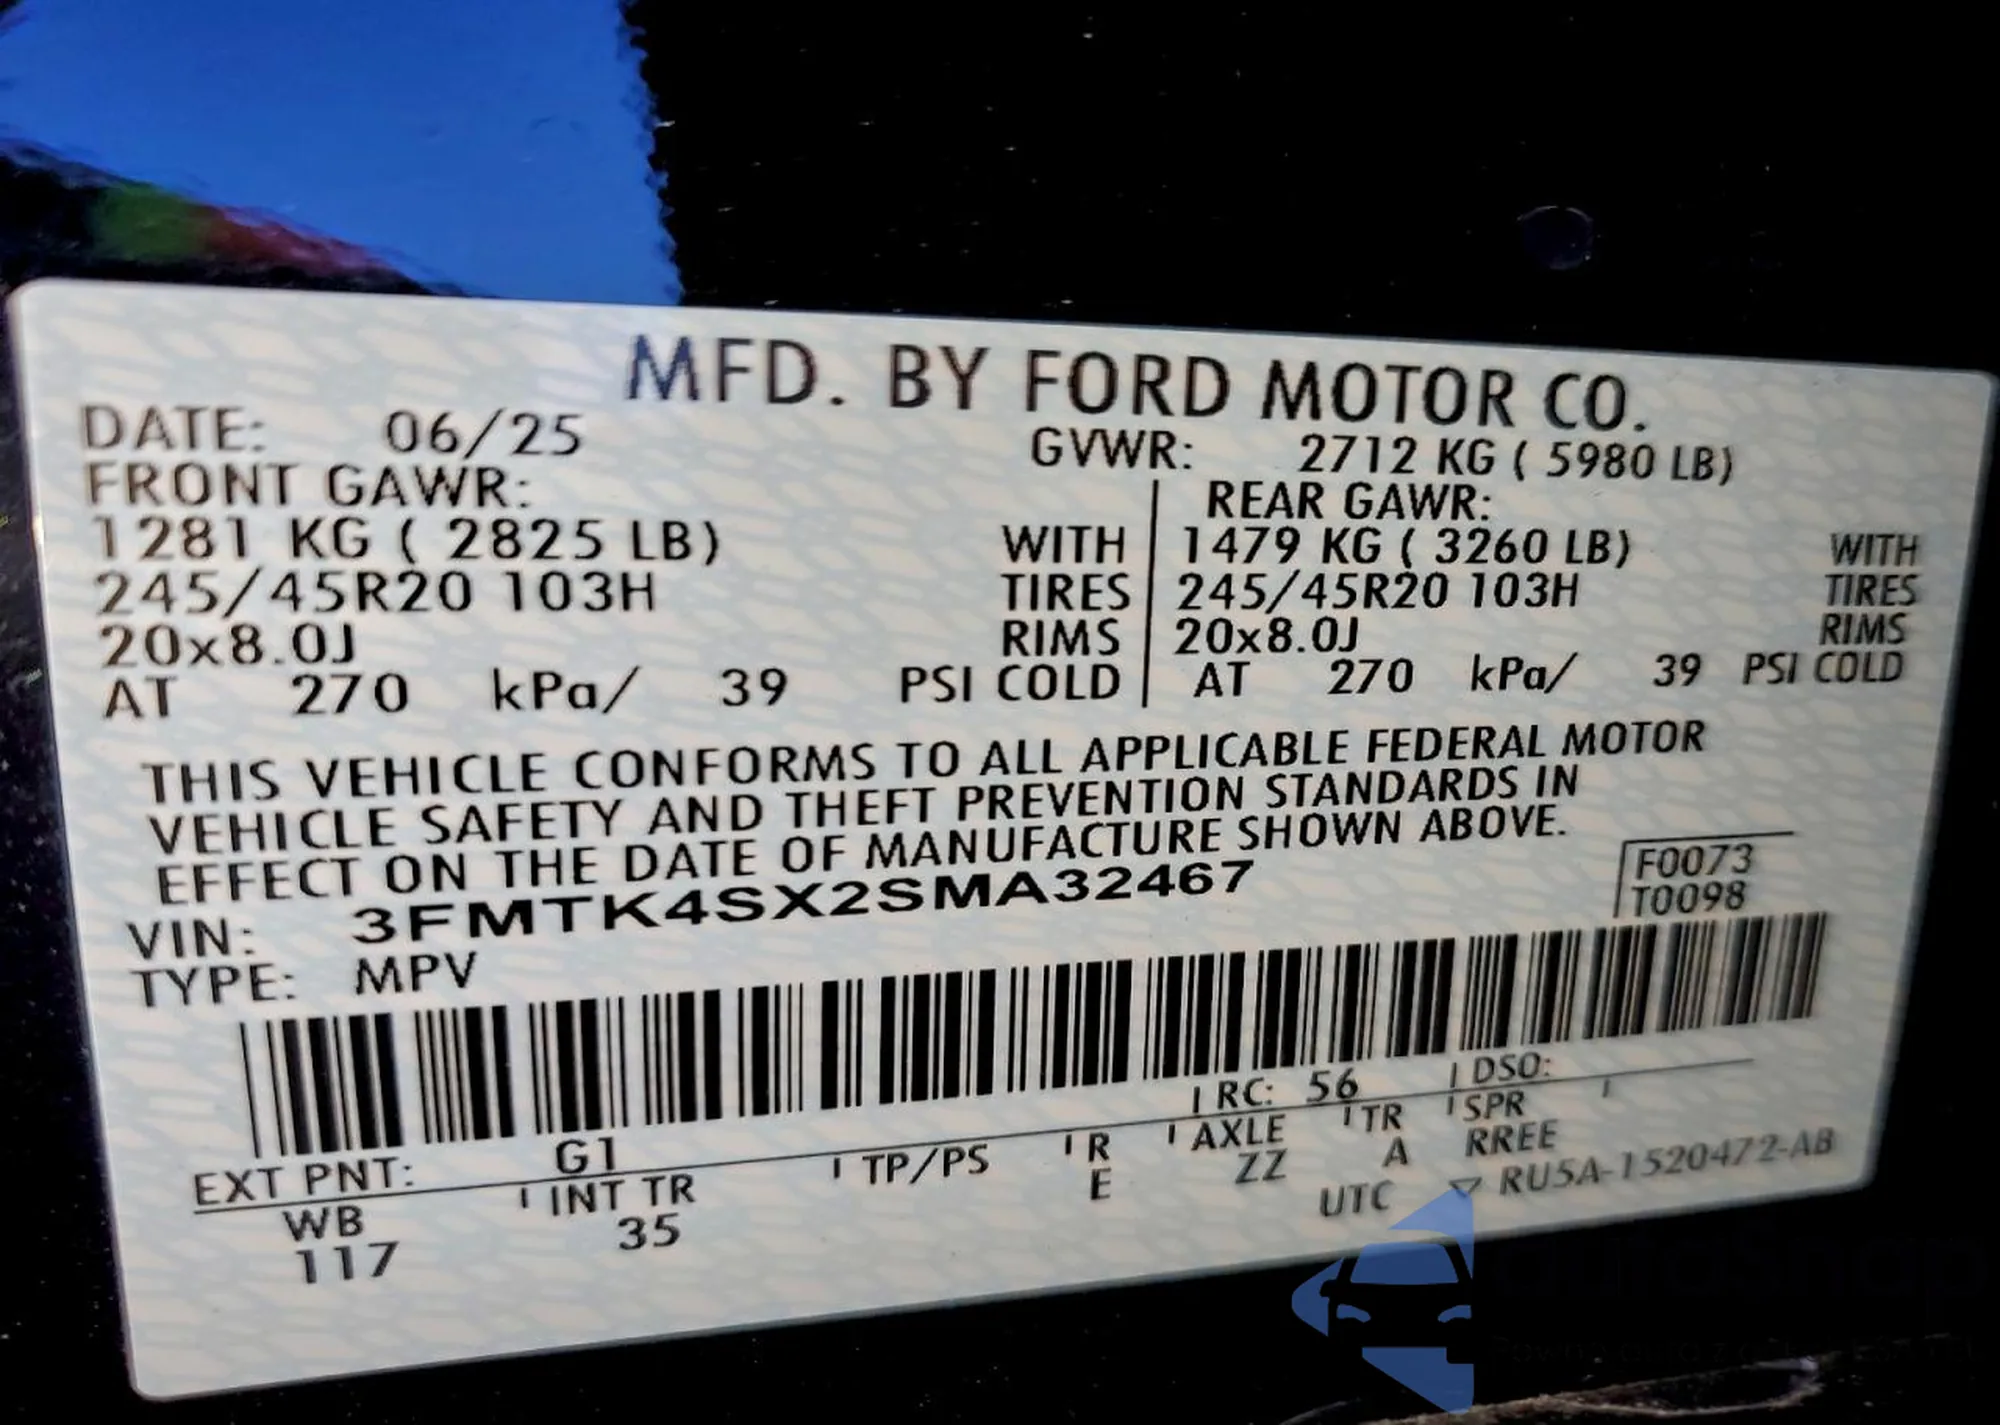 MFD. BY FORD MOTOR CO.
DATE: 06/25 GVWR: 2712 KG ( 5980 LB)
FRONT GAWR: REAR GAWR:
1281 KG ( 2825 LB) WITH 1479 KG ( 3260 LB) WITH
245/45R20 103H TIRES 245/45R20 103H TIRES
20x8.0J RIMS 20x8.0J RIMS
AT 270 kPa/ 39 PSI COLD AT 270 kPa/ 39 PSI COLD
THIS VEHICLE CONFORMS TO ALL APPLICABLE FEDERAL MOTOR
VEHICLE SAFETY AND THEFT PREVENTION STANDARDS IN
EFFECT ON THE DATE OF MANUFACTURE SHOWN ABOVE.
F0073
T0098
VIN: 3FMTK4SX2SMA32467
TYPE: MPV
RC: 56 DSO:
EXT PNT: G1
WB INT TR TP/PS R AXLE TR SPR
117 35 E ZZ A RREE
UTC ▽ RU5A-1520472-AB
autoSnap